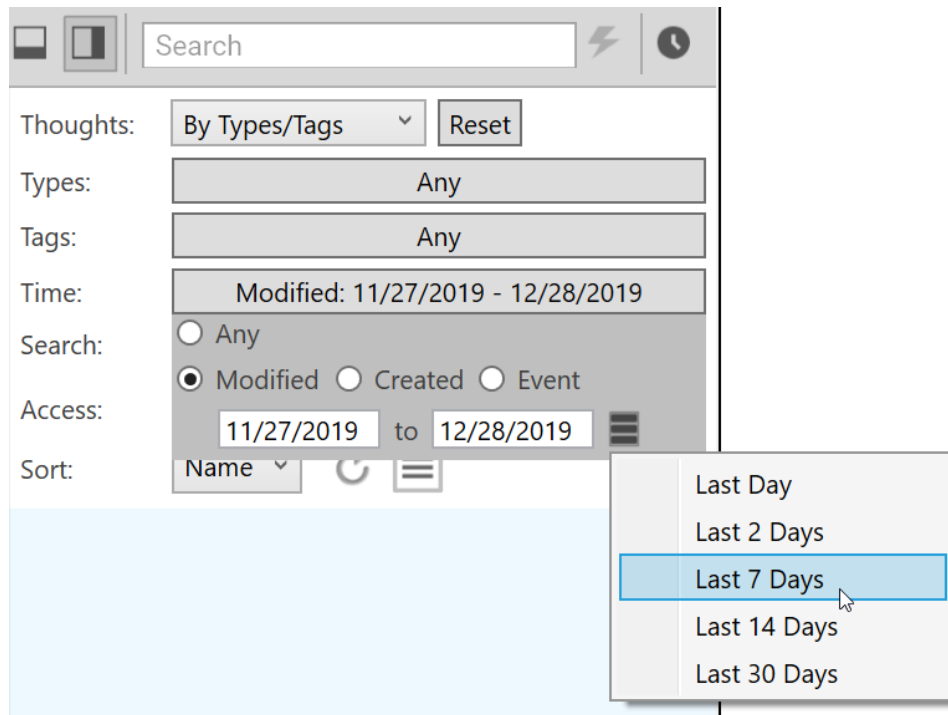 Search
Thoughts: By Types/Tags Reset
Types: Any
Tags: Any
Time: Modified: 11/27/2019 - 12/28/2019
Search: Any
Modified Created Event
Access:
11/27/2019 to 12/28/2019
Sort: Name
Last Day
Last 2 Days
Last 7 Days
Last 14 Days
Last 30 Days